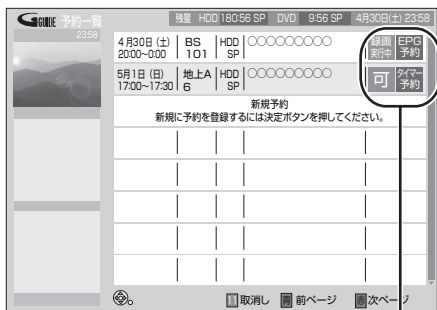 GGUIDE 予約一覧 残量 HDD 180:56 SP DVD 9:56 SP 4月30日(土) 23:58
23:58
4月30日(土) BS HDD ○○○○○○○○○ 録画 EPG
20:00~0:00 101 SP 実行中 予約
5月1日(日) 地上A HDD ○○○○○○○○○ 可 タイマー
17:00~17:30 6 SP 予約
新規予約
新規に予約を登録するには決定ボタンを押してください。
取消し 青 前ページ 赤 次ページ